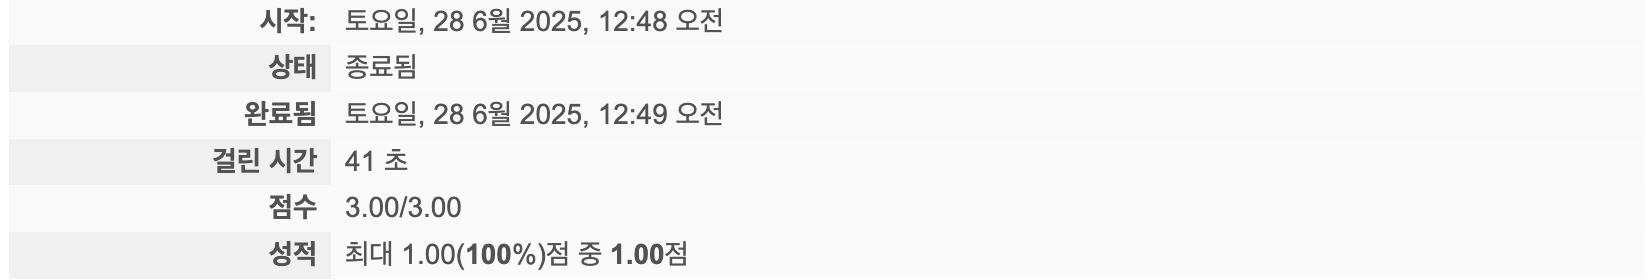 시작: 토요일, 28 6월 2025, 12:48 오전
상태 종료됨
완료됨 토요일, 28 6월 2025, 12:49 오전
걸린 시간 41 초
점수 3.00/3.00
성적 최대 1.00(100%)점 중 1.00점